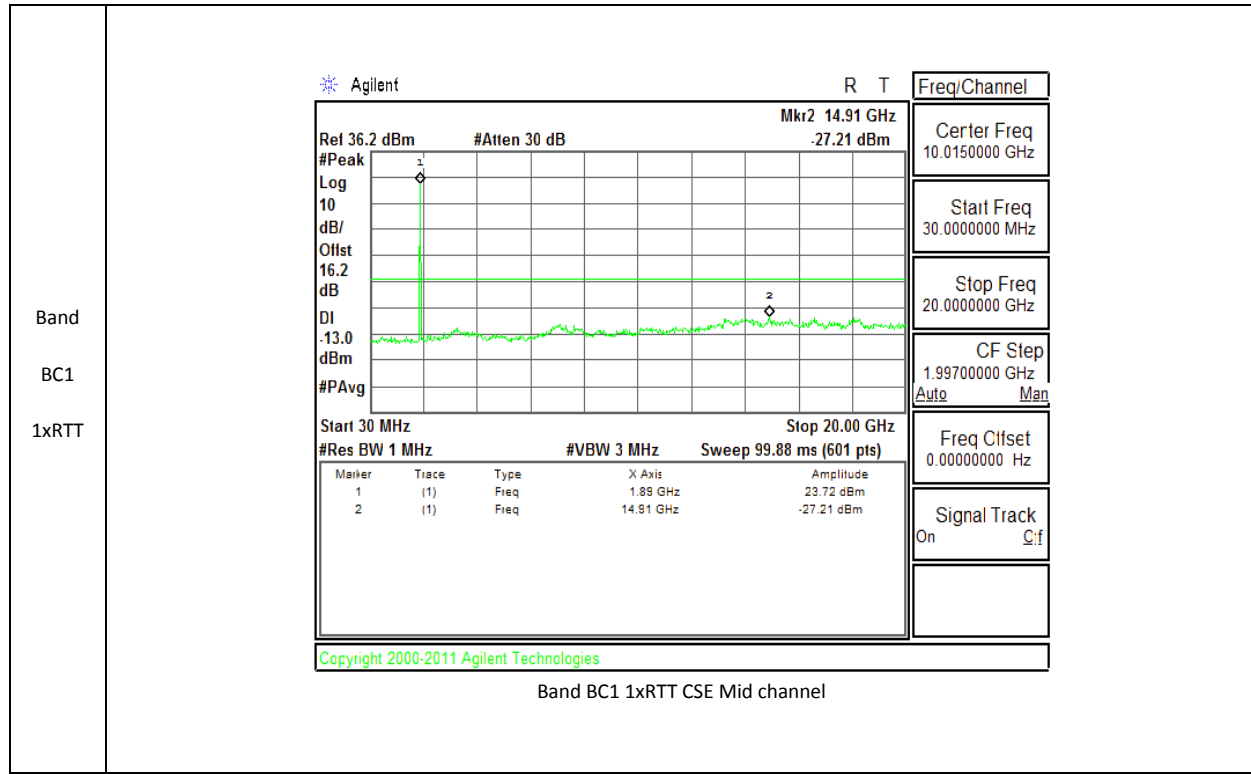 Band
BC1
1xRTT
Agilent R T
Mkr2 14.91 GHz
Ref 36.2 dBm #Atten 30 dB -27.21 dBm
#Peak
Log
10
dB/
Offst
16.2
dB
DI
-13.0
dBm
#PAvg
1
2
Start 30 MHz Stop 20.00 GHz
#Res BW 1 MHz #VBW 3 MHz Sweep 99.88 ms (601 pts)
Marker Trace Type X Axis Amplitude
1 (1) Freq 1.89 GHz 23.72 dBm
2 (1) Freq 14.91 GHz -27.21 dBm
Freq/Channel
Center Freq
10.0150000 GHz
Start Freq
30.0000000 MHz
Stop Freq
20.0000000 GHz
CF Step
1.99700000 GHz
Auto Man
Freq Offset
0.00000000 Hz
Signal Track
On Off
Copyright 2000-2011 Agilent Technologies
Band BC1 1xRTT CSE Mid channel